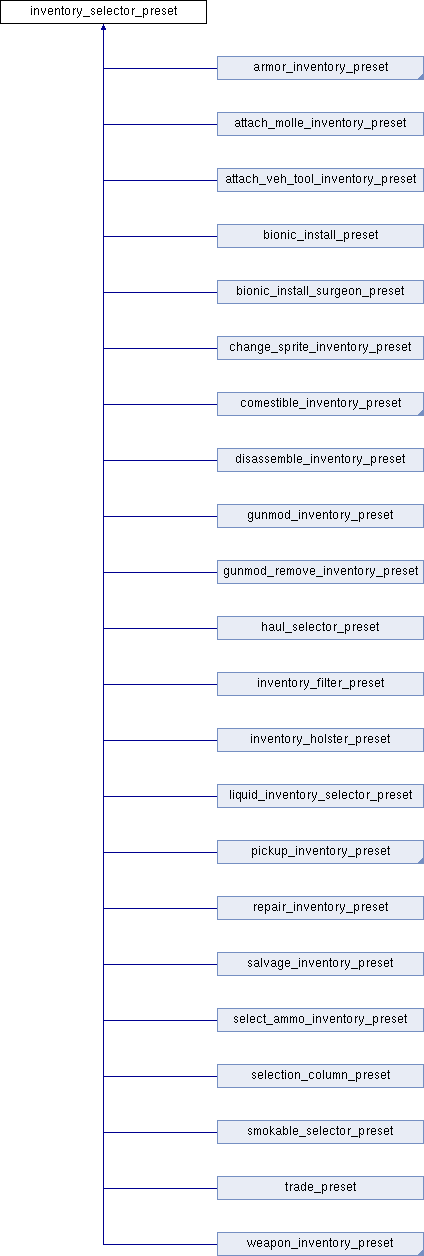 inventory_selector_preset
armor_inventory_preset
attach_molle_inventory_preset
attach_veh_tool_inventory_preset
bionic_install_preset
bionic_install_surgeon_preset
change_sprite_inventory_preset
comestible_inventory_preset
disassemble_inventory_preset
gunmod_inventory_preset
gunmod_remove_inventory_preset
haul_selector_preset
inventory_filter_preset
inventory_holster_preset
liquid_inventory_selector_preset
pickup_inventory_preset
repair_inventory_preset
salvage_inventory_preset
select_ammo_inventory_preset
selection_column_preset
smokable_selector_preset
trade_preset
weapon_inventory_preset